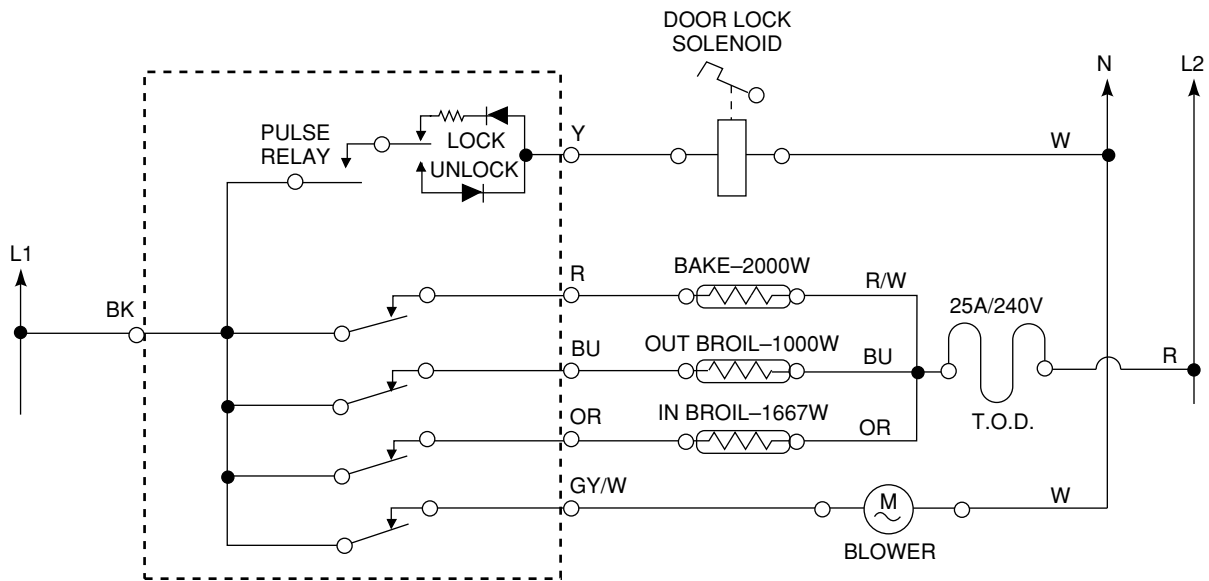 DOOR LOCK
SOLENOID
N
L2
PULSE
RELAY
LOCK
UNLOCK
Y
W
L1
BK
R
BAKE–2000W
R/W
25A/240V
BU
OUT BROIL–1000W
BU
R
T.O.D.
OR
IN BROIL–1667W
OR
GY/W
M
W
BLOWER